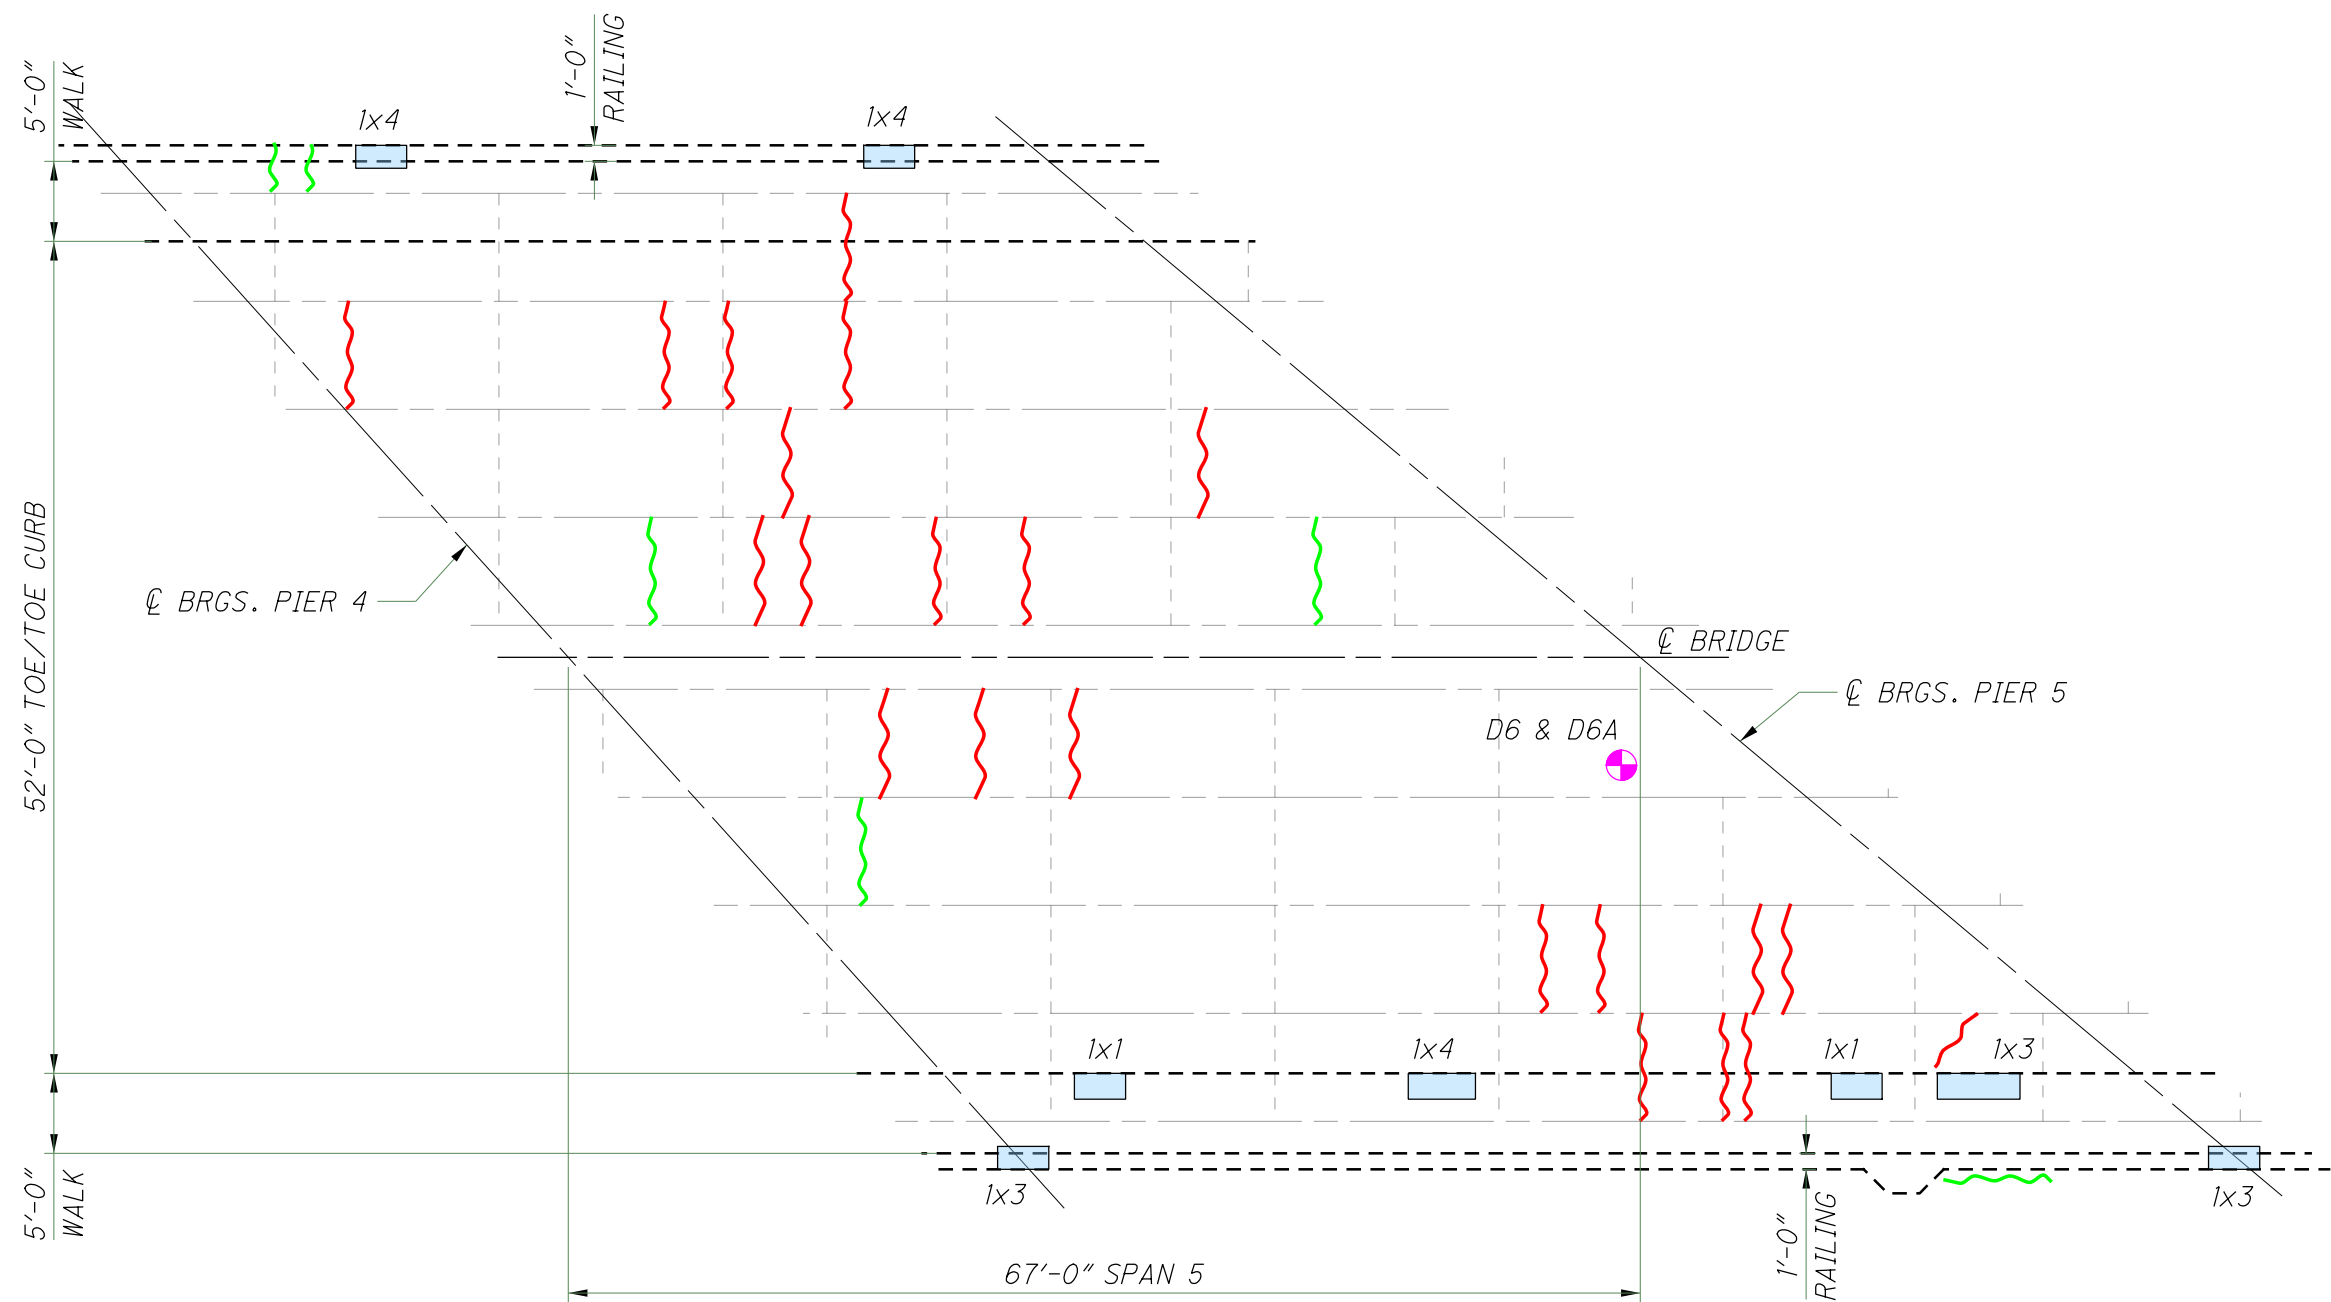 5'-0"
WALK
1'-0"
RAILING
1x4
1x4
52'-0" TOE/TOE CURB
℄ BRGS. PIER 4
℄ BRIDGE
℄ BRGS. PIER 5
D6 & D6A
1x1
1x4
1x1
1x3
5'-0"
WALK
1x3
1x3
1'-0"
RAILING
67'-0" SPAN 5